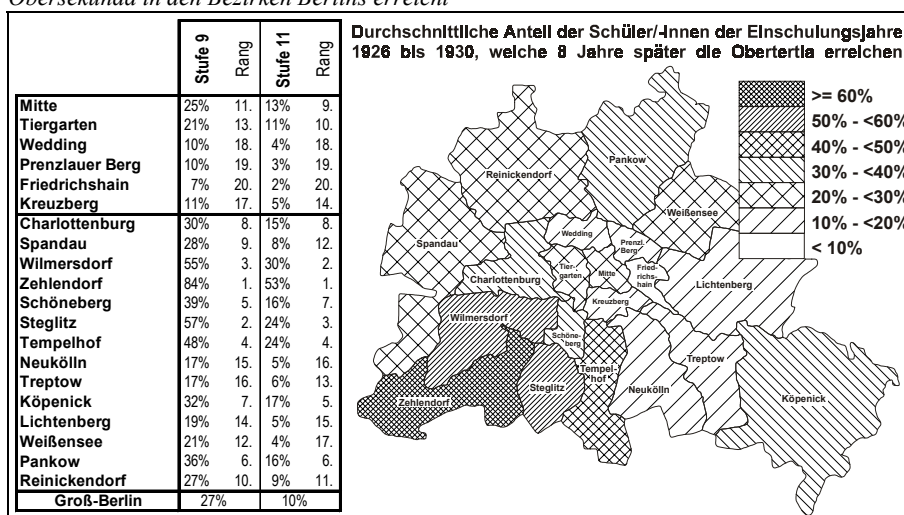 Obersekunda in den Bezirken Berlins erreicht
Stufe 9 Rang Stufe 11 Rang
Mitte 25% 11. 13% 9.
Tiergarten 21% 13. 11% 10.
Wedding 10% 18. 4% 18.
Prenzlauer Berg 10% 19. 3% 19.
Friedrichshain 7% 20. 2% 20.
Kreuzberg 11% 17. 5% 14.
Charlottenburg 30% 8. 15% 8.
Spandau 28% 9. 8% 12.
Wilmersdorf 55% 3. 30% 2.
Zehlendorf 84% 1. 53% 1.
Schöneberg 39% 5. 16% 7.
Steglitz 57% 2. 24% 3.
Tempelhof 48% 4. 24% 4.
Neukölln 17% 15. 5% 16.
Treptow 17% 16. 6% 13.
Köpenick 32% 7. 17% 5.
Lichtenberg 19% 14. 5% 15.
Weißensee 21% 12. 4% 17.
Pankow 36% 6. 16% 6.
Reinickendorf 27% 10. 9% 11.
Groß-Berlin 27% 10%
Durchschnittliche Anteil der Schüler/-innen der Einschulungsjahre
1926 bis 1930, welche 8 Jahre später die Obertertia erreichen
>= 60%
50% - <60%
40% - <50%
30% - <40%
20% - <30%
10% - <20%
< 10%
Pankow
Reinickendorf
Weißensee
Wedding
Prenzl.
Berg
Spandau
Tier-
garten
Mitte
Fried-
richs-
hain
Charlottenburg
Lichtenberg
Kreuzberg
Wilmersdorf
Schöne-
berg
Treptow
Tempel-
hof
Steglitz
Neukölln
Zehlendorf
Köpenick